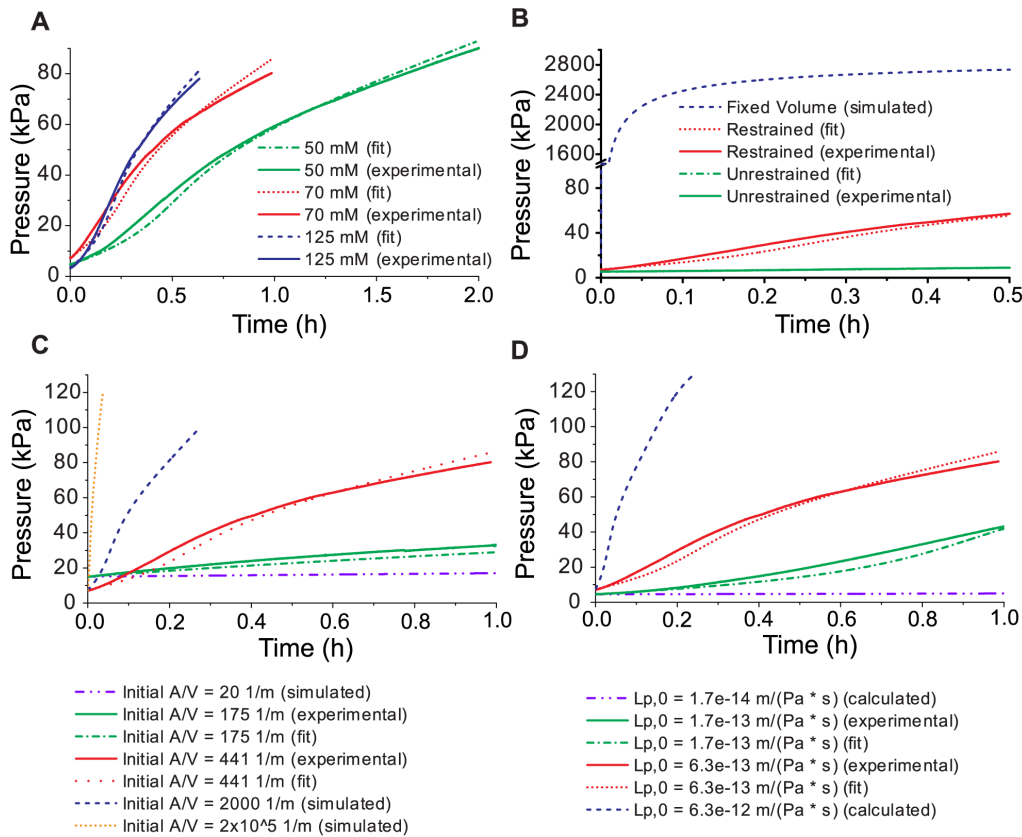 A
Pressure (kPa)
80
60
40
20
0
50 mM (fit)
50 mM (experimental)
70 mM (fit)
70 mM (experimental)
125 mM (fit)
125 mM (experimental)
0.0
0.5
1.0
1.5
2.0
Time (h)
B
Pressure (kPa)
2800
2400
2000
1600
80
40
0
Fixed Volume (simulated)
Restrained (fit)
Restrained (experimental)
Unrestrained (fit)
Unrestrained (experimental)
0.0
0.1
0.2
0.3
0.4
0.5
Time (h)
C
Pressure (kPa)
120
100
80
60
40
20
0
0.0
0.2
0.4
0.6
0.8
1.0
Time (h)
Initial A/V = 20 1/m (simulated)
Initial A/V = 175 1/m (experimental)
Initial A/V = 175 1/m (fit)
Initial A/V = 441 1/m (experimental)
Initial A/V = 441 1/m (fit)
Initial A/V = 2000 1/m (simulated)
Initial A/V = 2x10^5 1/m (simulated)
D
Pressure (kPa)
120
100
80
60
40
20
0
0.0
0.2
0.4
0.6
0.8
1.0
Time (h)
Lp,0 = 1.7e-14 m/(Pa * s) (calculated)
Lp,0 = 1.7e-13 m/(Pa * s) (experimental)
Lp,0 = 1.7e-13 m/(Pa * s) (fit)
Lp,0 = 6.3e-13 m/(Pa * s) (experimental)
Lp,0 = 6.3e-13 m/(Pa * s) (fit)
Lp,0 = 6.3e-12 m/(Pa * s) (calculated)